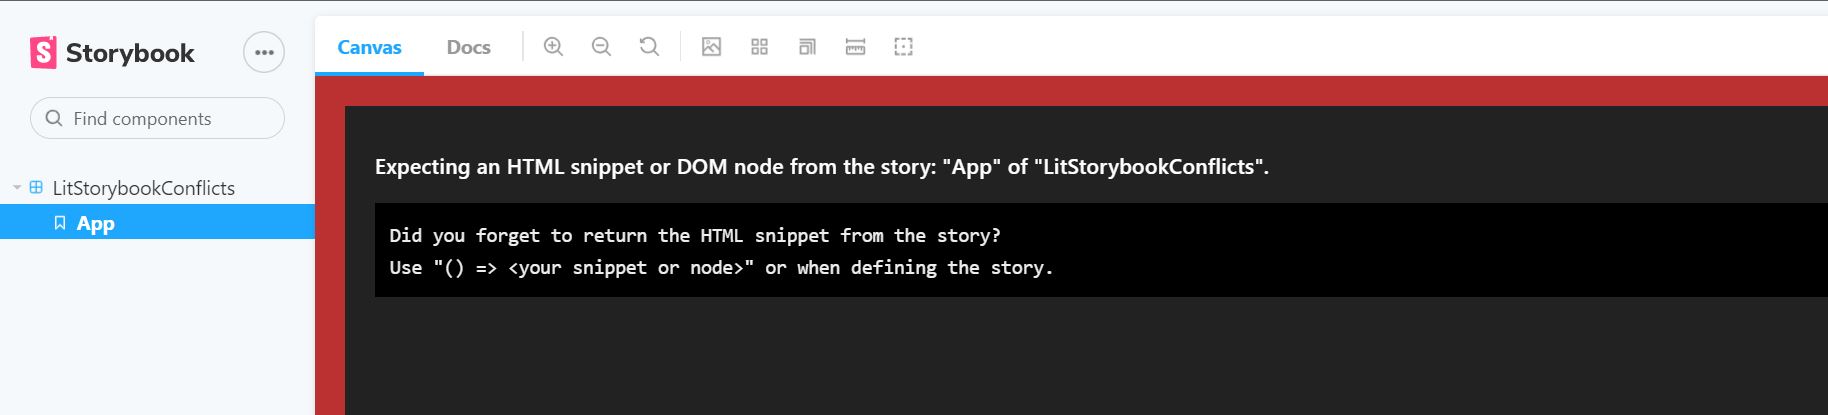 Storybook
Find components
LitStorybookConflicts
App
Canvas
Docs
Expecting an HTML snippet or DOM node from the story: "App" of "LitStorybookConflicts".
Did you forget to return the HTML snippet from the story?
Use "() => <your snippet or node>" or when defining the story.